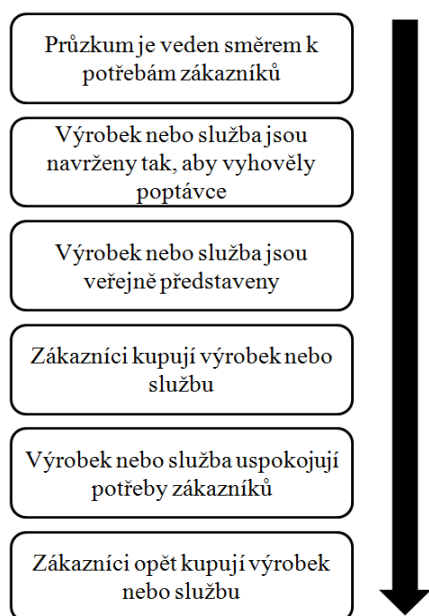 Průzkum je veden směrem k
potřebám zákazníků
Výrobek nebo služba jsou
navrženy tak, aby vyhověly
poptávce
Výrobek nebo služba jsou
veřejně představeny
Zákazníci kupují výrobek nebo
službu
Výrobek nebo služba uspokojují
potřeby zákazníků
Zákazníci opět kupují výrobek
nebo službu